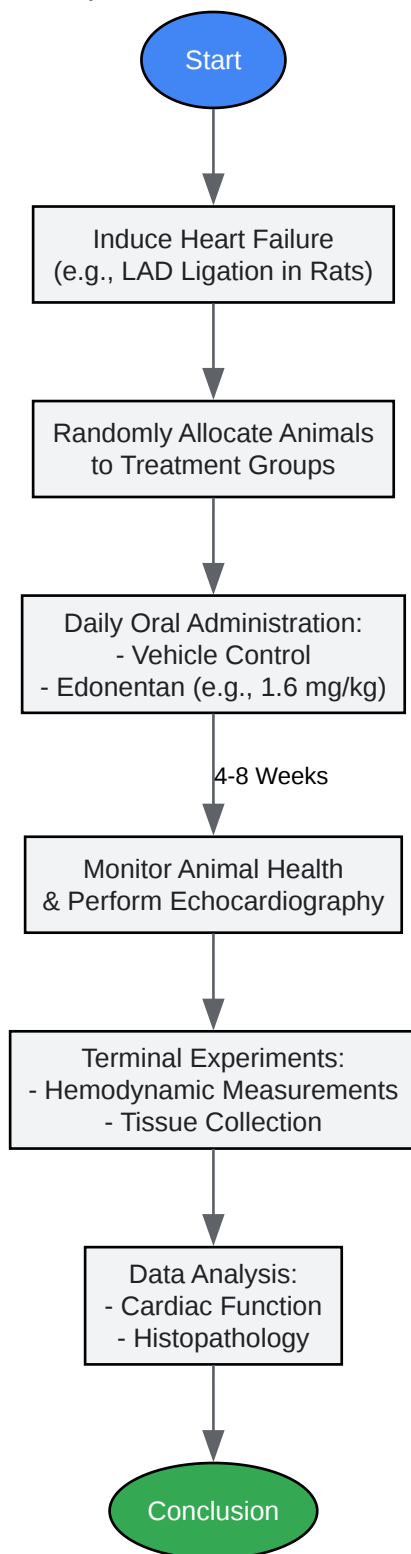 Start
Induce Heart Failure
(e.g., LAD Ligation in Rats)
Randomly Allocate Animals
to Treatment Groups
Daily Oral Administration:
- Vehicle Control
- Edonentan (e.g., 1.6 mg/kg)
4-8 Weeks
Monitor Animal Health
& Perform Echocardiography
Terminal Experiments:
- Hemodynamic Measurements
- Tissue Collection
Data Analysis:
- Cardiac Function
- Histopathology
Conclusion